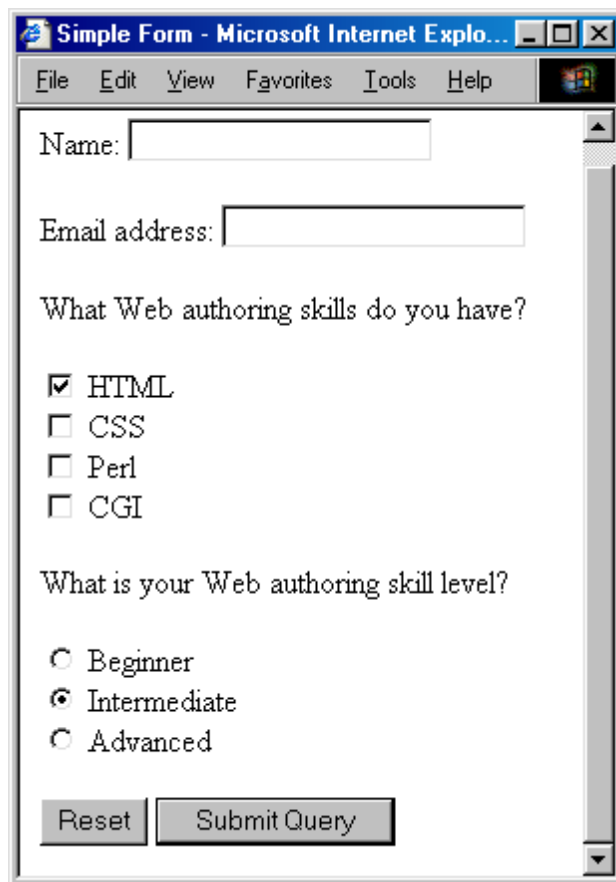 Simple Form - Microsoft Internet Explo...
File Edit View Favorites Tools Help
Name:
Email address:
What Web authoring skills do you have?
HTML
CSS
Perl
CGI
What is your Web authoring skill level?
Beginner
Intermediate
Advanced
Reset Submit Query